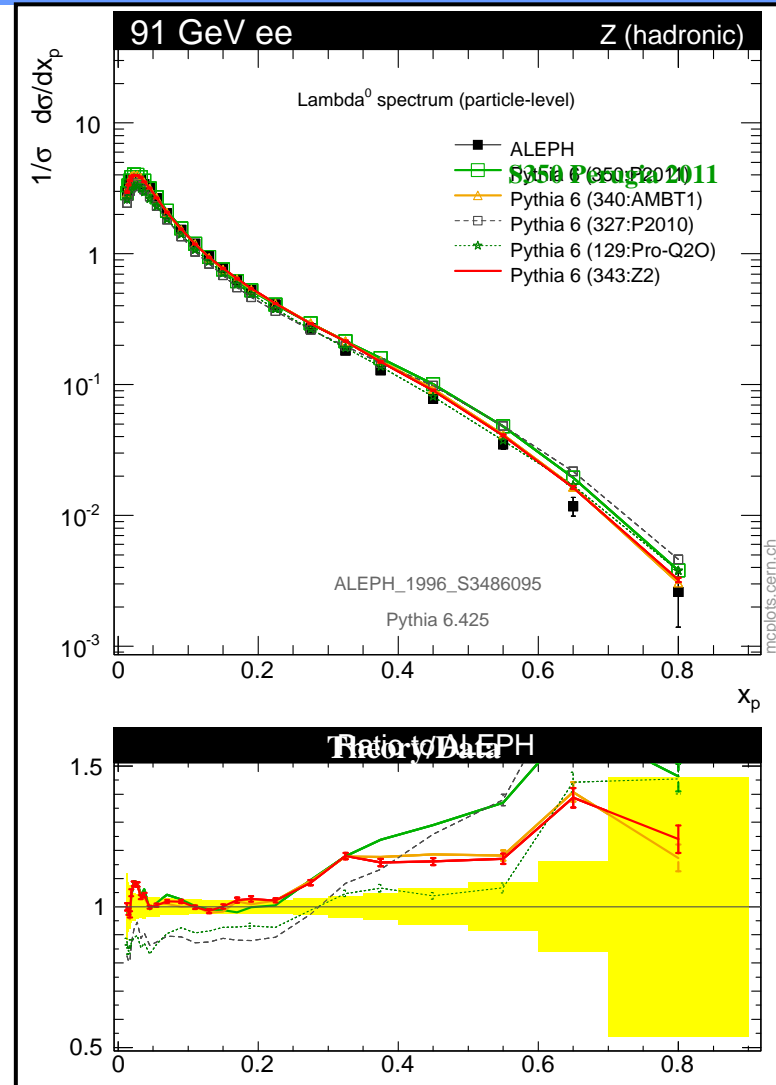 91 GeV ee Z (hadronic)
1/σ dσ/dxp
Lambda⁰ spectrum (particle-level)
ALEPH
Pythia 6 (350:P2011)
S350 Perugia 2011
Pythia 6 (340:AMBT1)
Pythia 6 (327:P2010)
Pythia 6 (129:Pro-Q2O)
Pythia 6 (343:Z2)
10
1
10⁻¹
10⁻²
10⁻³
ALEPH_1996_S3486095
Pythia 6.425
mcplots.cern.ch
0 0.2 0.4 0.6 0.8
xp
Ratio to ALEPH
Theory/Data
1.5
1
0.5
0 0.2 0.4 0.6 0.8